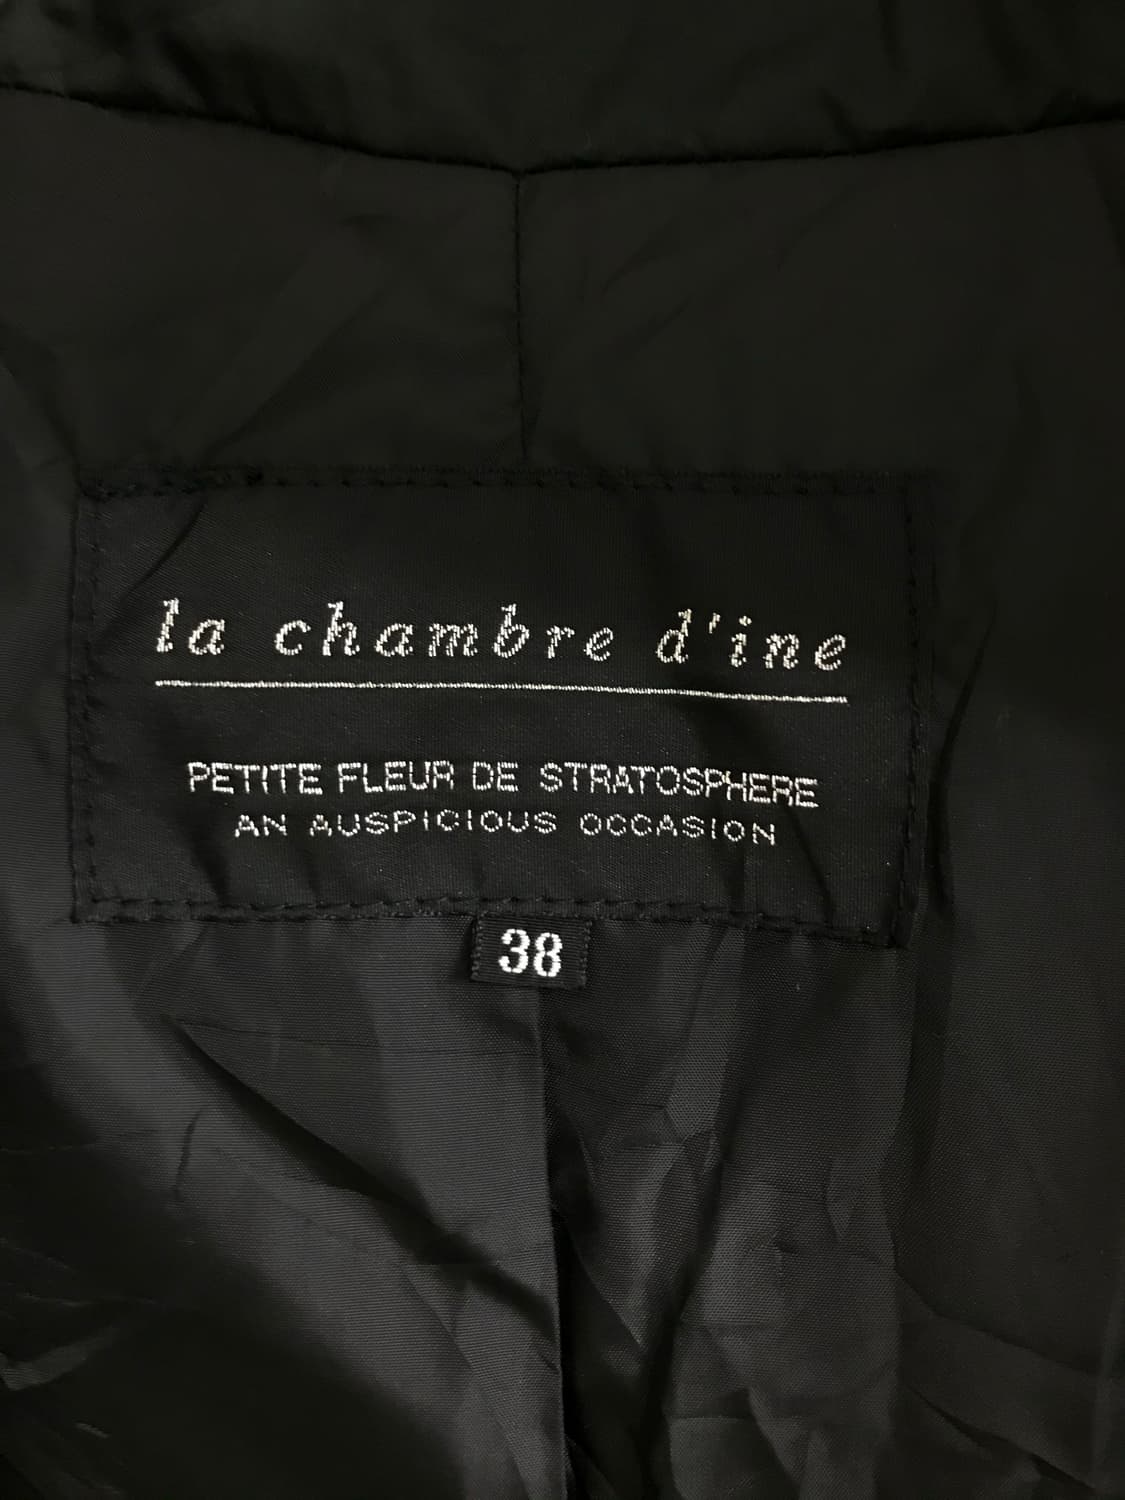 la chambre d'ine
PETITE FLEUR DE STRATOSPHERE
AN AUSPICIOUS OCCASION
38